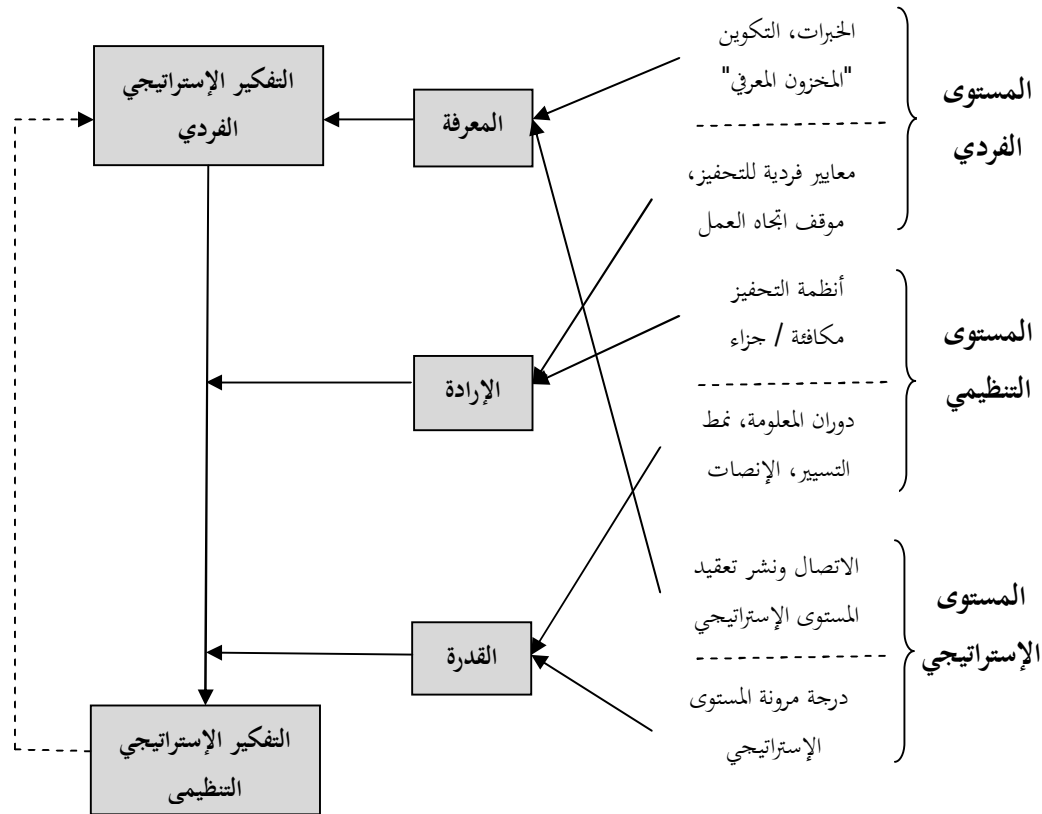 المستوى
الفردي
الخبرات، التكوين
"المخزون المعرفي"
معايير فردية للتحفيز،
موقف اتجاه العمل
المستوى
التنظيمي
أنظمة التحفيز
مكافئة / جزاء
دوران المعلومة، نمط
التسيير، الإنصات
المستوى
الإستراتيجي
الاتصال ونشر تعقيد
المستوى الإستراتيجي
درجة مرونة المستوى
الإستراتيجي
المعرفة
الإرادة
القدرة
التفكير الإستراتيجي
الفردي
التفكير الإستراتيجي
التنظيمى